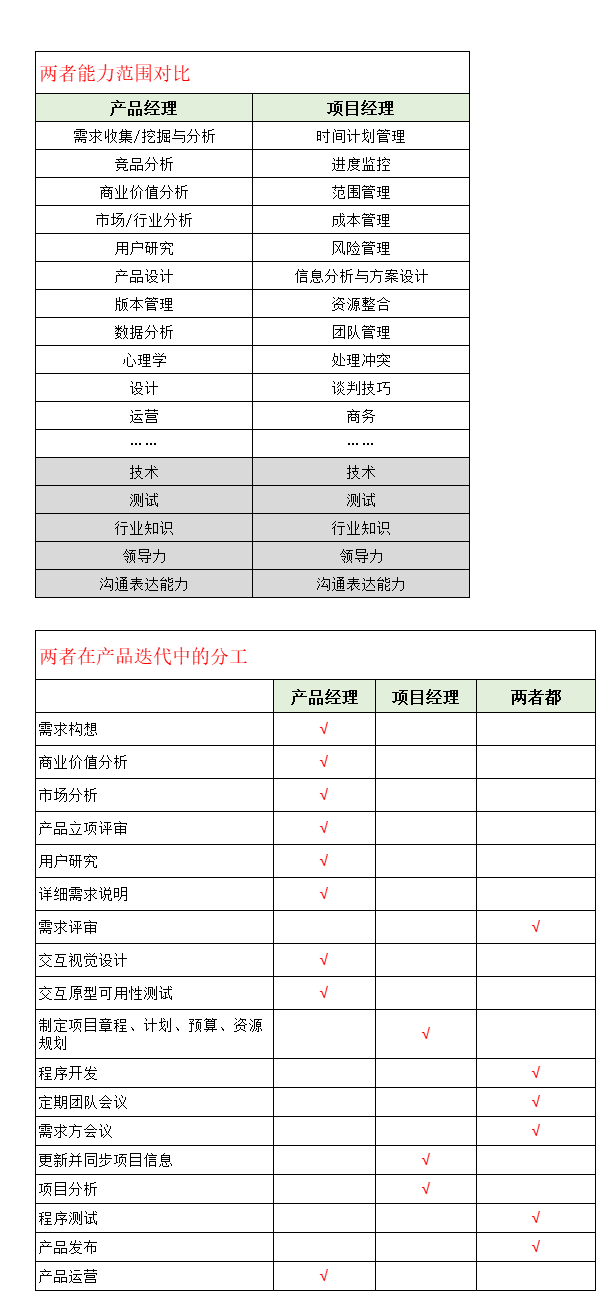 两者能力范围对比
产品经理 项目经理
需求收集/挖掘与分析 时间计划管理
竞品分析 进度监控
商业价值分析 范围管理
市场/行业分析 成本管理
用户研究 风险管理
产品设计 信息分析与方案设计
版本管理 资源整合
数据分析 团队管理
心理学 处理冲突
设计 谈判技巧
运营 商务
…… ……
技术 技术
测试 测试
行业知识 行业知识
领导力 领导力
沟通表达能力 沟通表达能力
两者在产品迭代中的分工
产品经理 项目经理 两者都
需求构想 √
商业价值分析 √
市场分析 √
产品立项评审 √
用户研究 √
详细需求说明 √
需求评审 √
交互视觉设计 √
交互原型可用性测试 √
制定项目章程、计划、预算、资源
规划 √
程序开发 √
定期团队会议 √
需求方会议 √
更新并同步项目信息 √
项目分析 √
程序测试 √
产品发布 √
产品运营 √